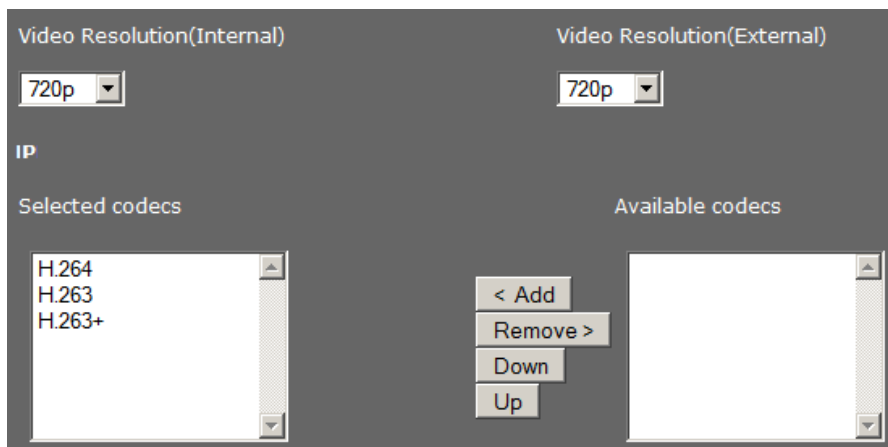 Video Resolution(Internal) Video Resolution(External)
720p 720p
IP
Selected codecs Available codecs
H.264
H.263
H.263+
< Add
Remove >
Down
Up